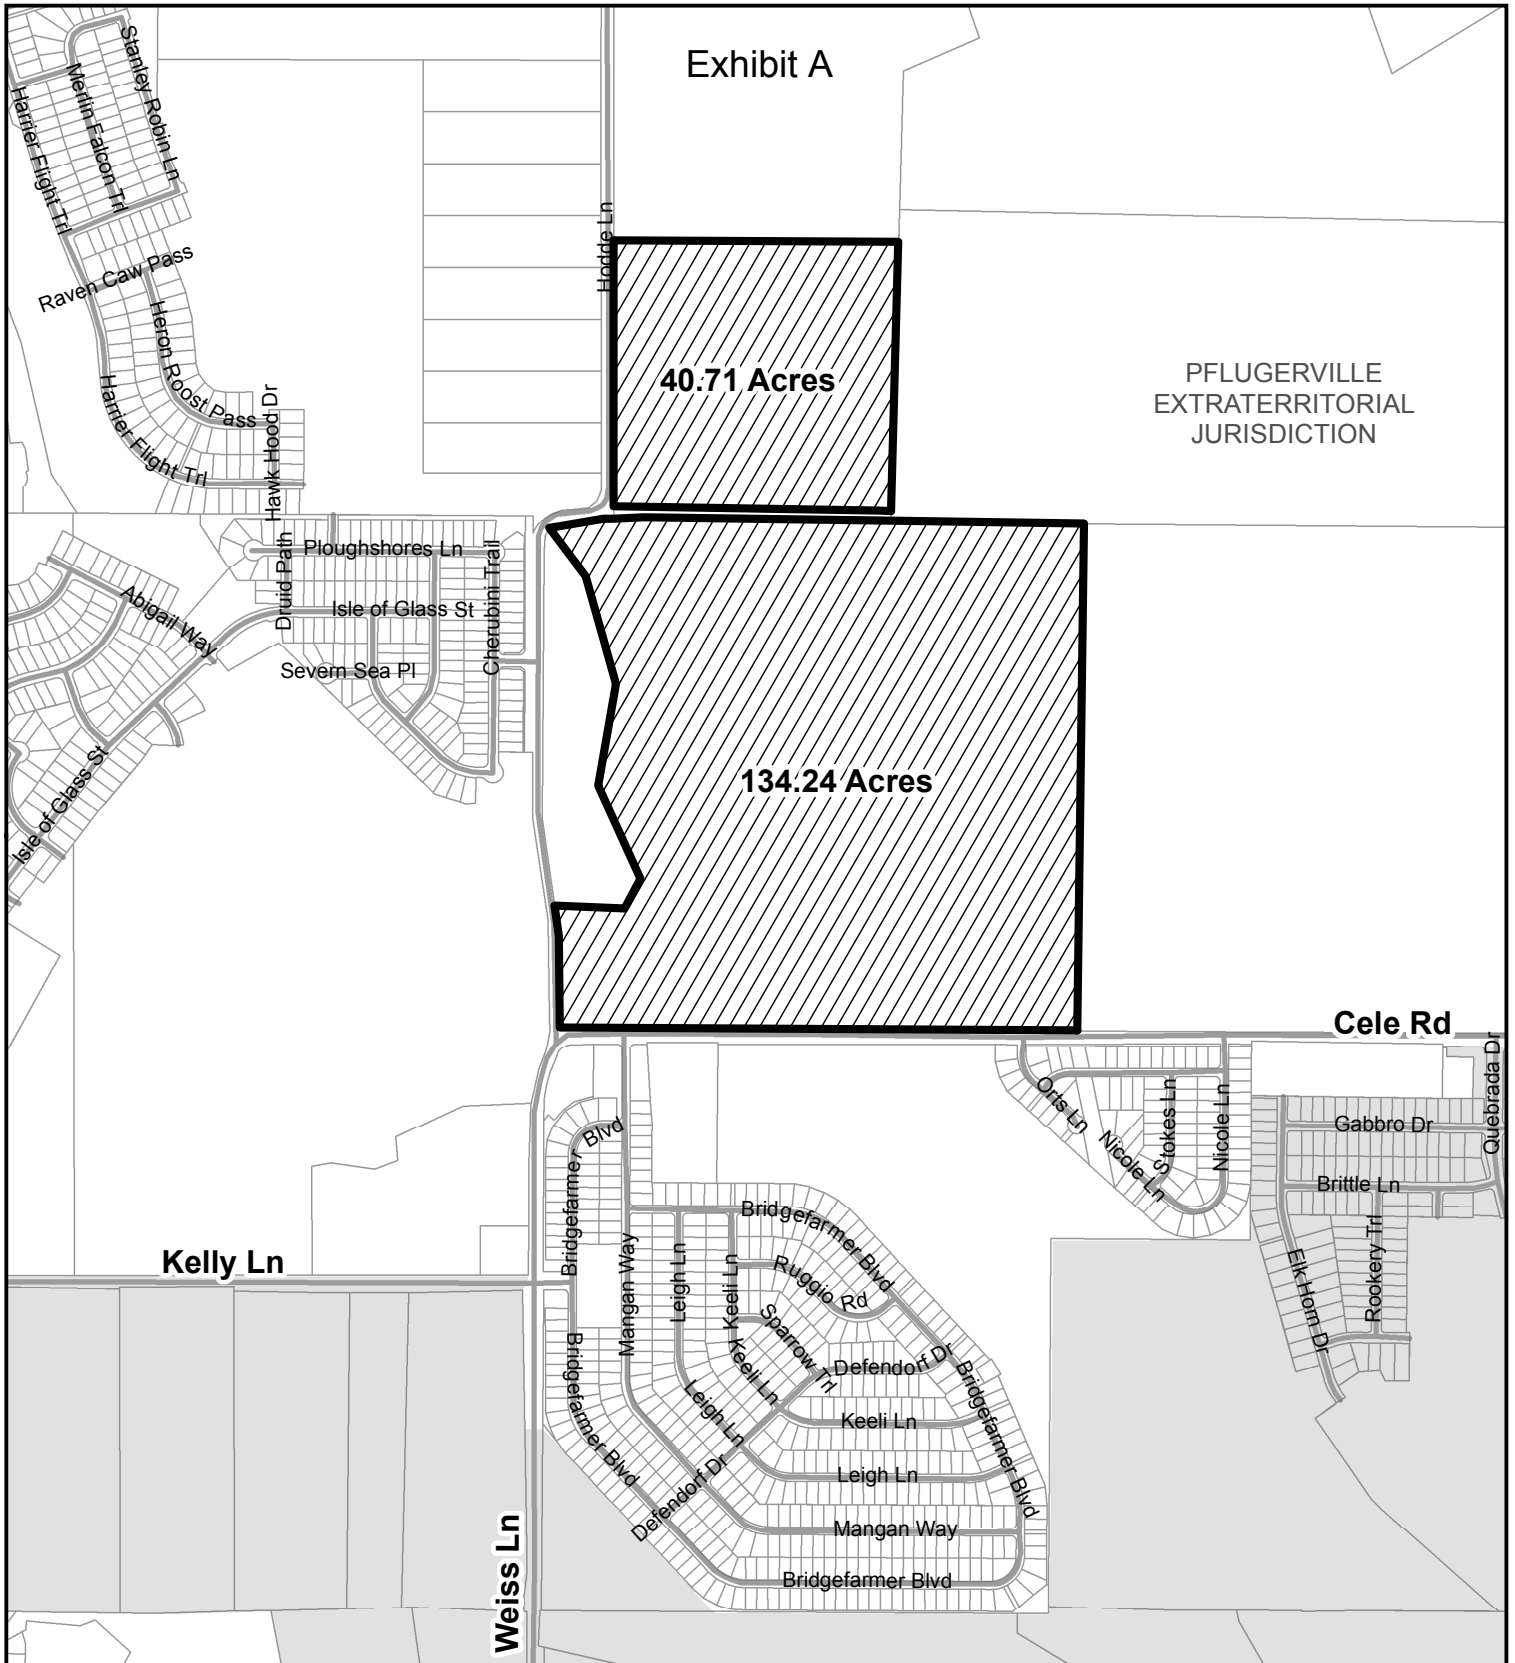 Exhibit A
Stanley Robin Ln
Merlin Falcon Trl
Harrier Flight Trl
Hodde Ln
Raven Caw Pass
Heron Roost Pass
40.71 Acres
PFLUGERVILLE
EXTRATERRITORIAL
JURISDICTION
Harrier Flight Trl
Hawk Hood Dr
Ploughshores Ln
Druid Path
Cherubini Trail
Abigail Way
Isle of Glass St
Severn Sea Pl
134.24 Acres
Isle of Glass St
Cele Rd
Quebrada Dr
Orts Ln
Stokes Ln
Nicole Ln
Nicole Ln
Gabbro Dr
Brittle Ln
Rookery Trl
Elk Horn Dr
Bridgefarmer Blvd
Kelly Ln
Mangan Way
Leigh Ln
Keeli Ln
Bridgefarmer Blvd
Ruggio Rd
Sparrow Trl
Defendorf Dr
Keeli Ln
Keeli Ln
Bridgefarmer Blvd
Bridgefarmer Blvd
Leigh Ln
Leigh Ln
Defendorf Dr
Mangan Way
Bridgefarmer Blvd
Weiss Ln